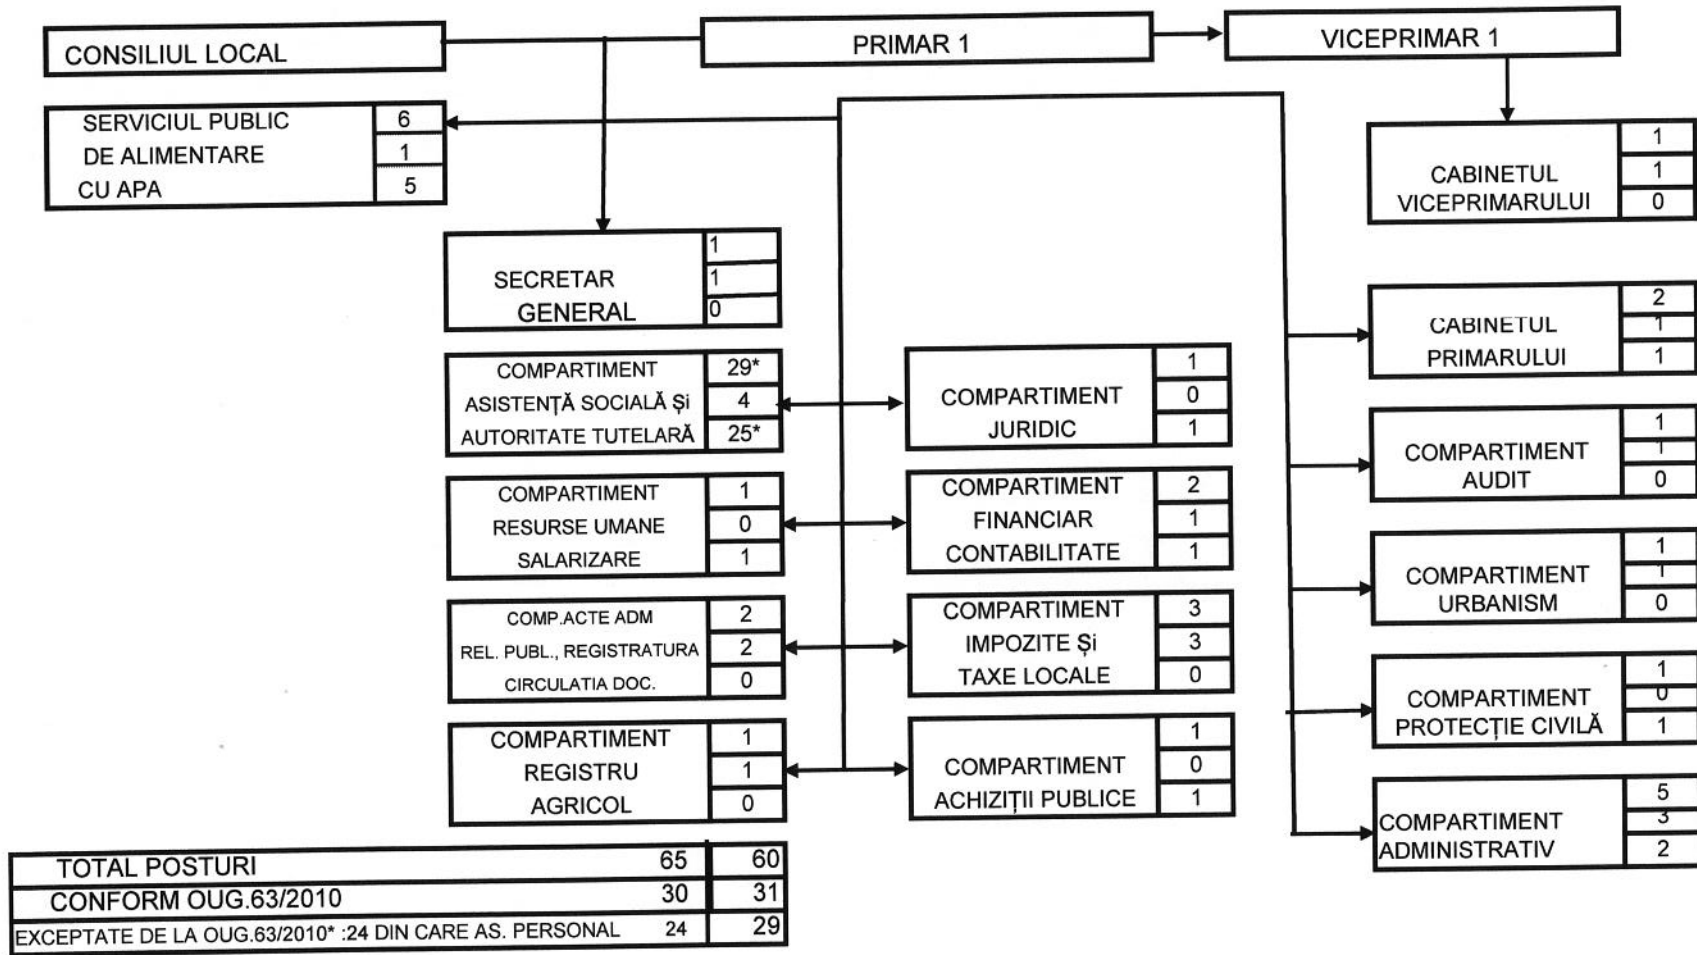 CONSILIUL LOCAL
PRIMAR 1
VICEPRIMAR 1
SERVICIUL PUBLIC 6
DE ALIMENTARE 1
CU APA 5
1
CABINETUL 1
VICEPRIMARULUI 0
1
SECRETAR 1
GENERAL 0
2
CABINETUL 1
PRIMARULUI 1
COMPARTIMENT 29*
ASISTENȚĂ SOCIALĂ Și 4
AUTORITATE TUTELARĂ 25*
1
COMPARTIMENT 0
JURIDIC 1
1
COMPARTIMENT 1
AUDIT 0
COMPARTIMENT 1
RESURSE UMANE 0
SALARIZARE 1
COMPARTIMENT 2
FINANCIAR 1
CONTABILITATE 1
1
COMPARTIMENT 1
URBANISM 0
COMP.ACTE ADM 2
REL. PUBL., REGISTRATURA 2
CIRCULATIA DOC. 0
COMPARTIMENT 3
IMPOZITE Și 3
TAXE LOCALE 0
1
COMPARTIMENT 0
PROTECȚIE CIVILĂ 1
COMPARTIMENT 1
REGISTRU 1
AGRICOL 0
1
COMPARTIMENT 0
ACHIZIȚII PUBLICE 1
5
COMPARTIMENT 3
ADMINISTRATIV 2
TOTAL POSTURI 65 60
CONFORM OUG.63/2010 30 31
EXCEPTATE DE LA OUG.63/2010* :24 DIN CARE AS. PERSONAL 24 29